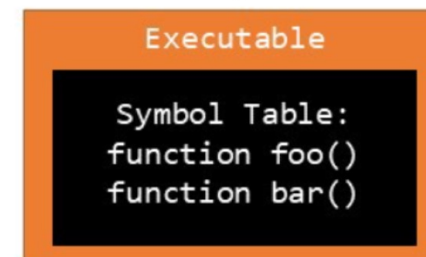 Executable
Symbol Table:
function foo()
function bar()